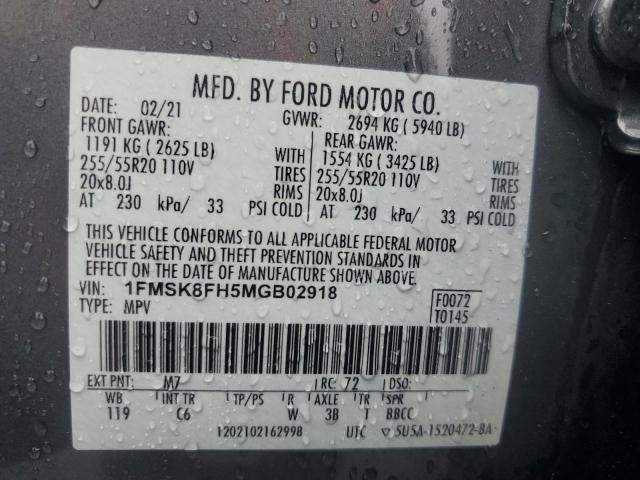 MFD. BY FORD MOTOR CO.
DATE: 02/21 GVWR: 2694 KG ( 5940 LB)
FRONT GAWR: REAR GAWR:
1191 KG ( 2625 LB) WITH 1554 KG ( 3425 LB) WITH
255/55R20 110V TIRES 255/55R20 110V TIRES
20x8.0J RIMS 20x8.0J RIMS
AT 230 kPa/ 33 PSI COLD AT 230 kPa/ 33 PSI COLD
THIS VEHICLE CONFORMS TO ALL APPLICABLE FEDERAL MOTOR
VEHICLE SAFETY AND THEFT PREVENTION STANDARDS IN
EFFECT ON THE DATE OF MANUFACTURE SHOWN ABOVE.
VIN: 1FMSK8FH5MGB02918 F0072
TYPE: MPV T0145
EXT PNT: M7 RC: 72 DSO:
WB INT TR TP/PS R AXLE TR SPR
119 C6 W 3B T BBCC
1202102162998 UTC ▽ 5U5A-1520472-8A